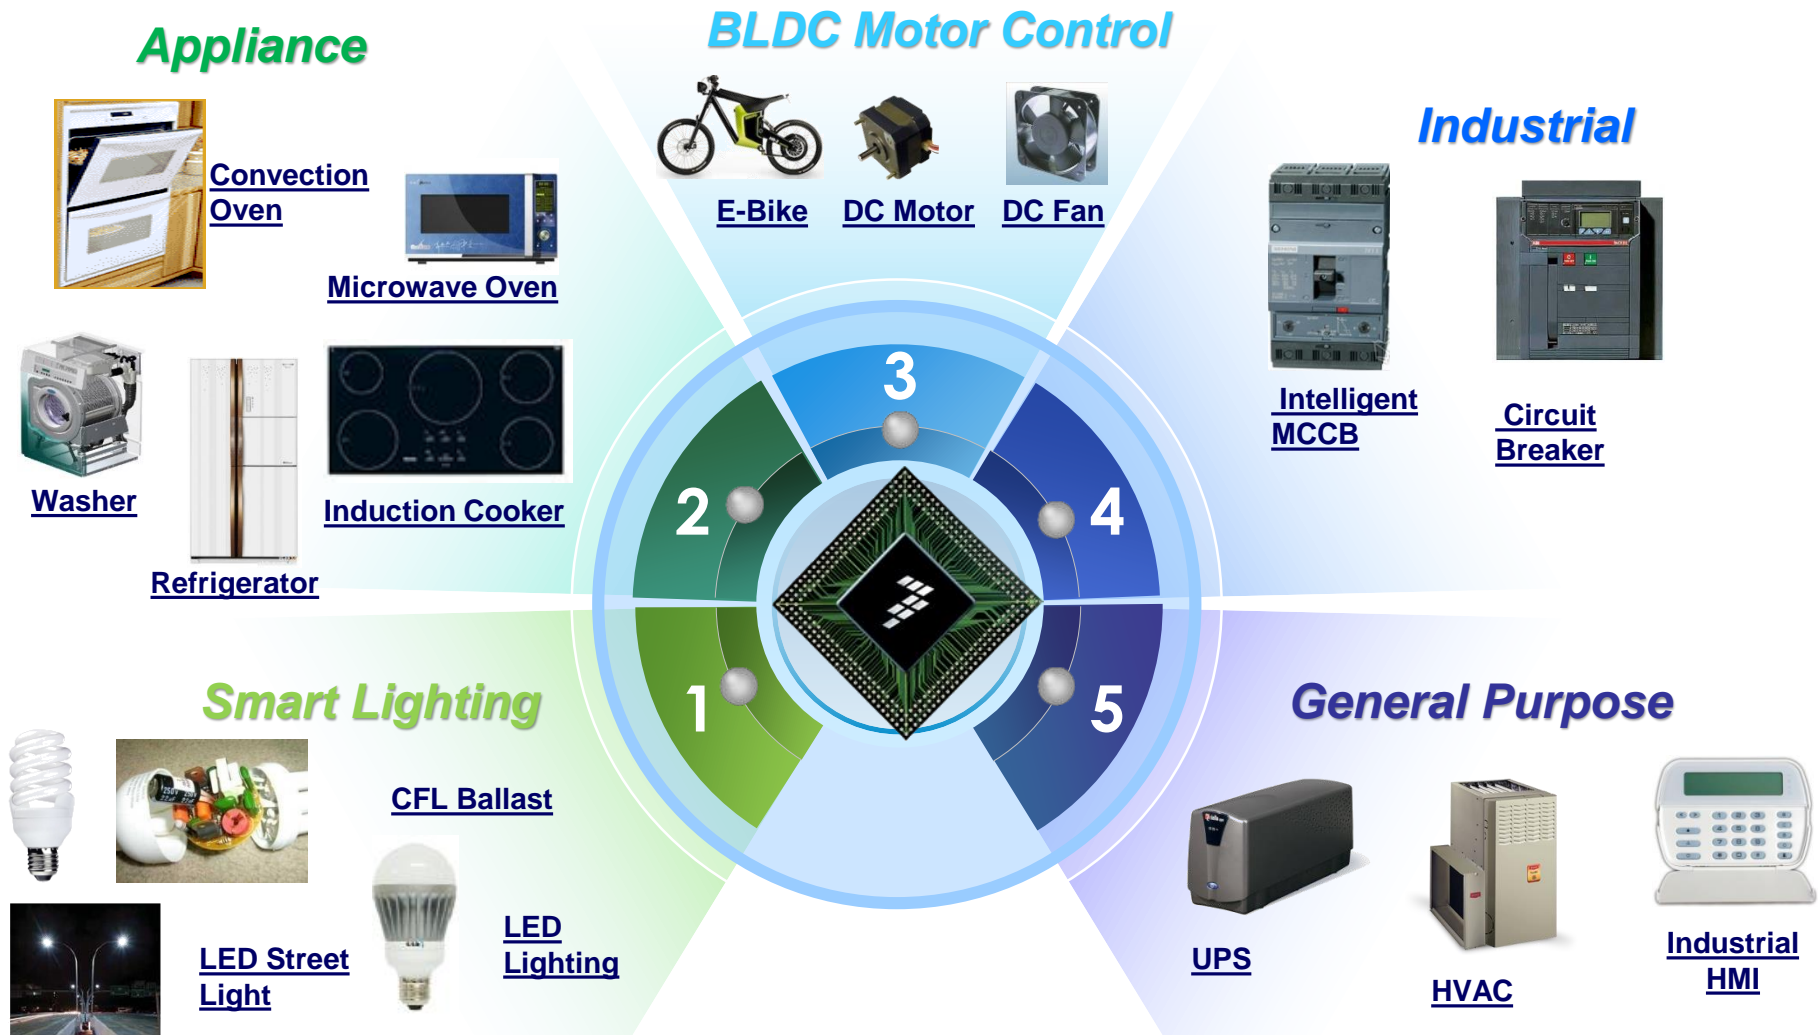 Appliance
BLDC Motor Control
Industrial
Convection
Oven
Microwave Oven
E-Bike
DC Motor
DC Fan
Intelligent
MCCB
Circuit
Breaker
Washer
Refrigerator
Induction Cooker
3
2
4
1
5
Smart Lighting
General Purpose
CFL Ballast
LED Street
Light
LED
Lighting
UPS
HVAC
Industrial
HMI